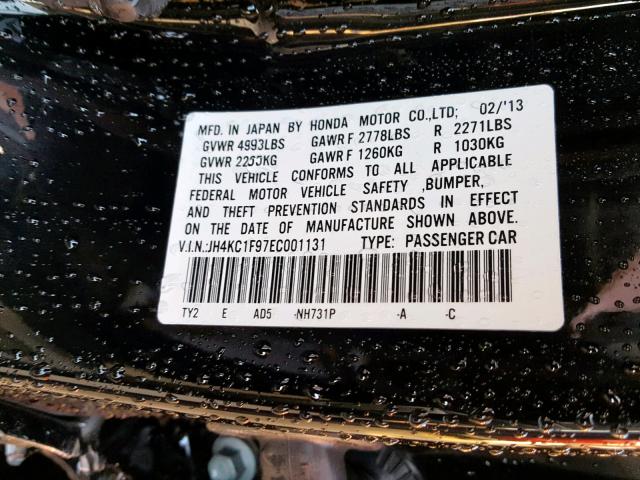 MFD. IN JAPAN BY HONDA MOTOR CO.,LTD; 02/'13
GVWR 4993LBS GAWR F 2778LBS R 2271LBS
GVWR 2265KG GAWR F 1260KG R 1030KG
THIS VEHICLE CONFORMS TO ALL APPLICABLE
FEDERAL MOTOR VEHICLE SAFETY ,BUMPER,
AND THEFT PREVENTION STANDARDS IN EFFECT
ON THE DATE OF MANUFACTURE SHOWN ABOVE.
V.I.N.:JH4KC1F97EC001131 TYPE: PASSENGER CAR
TY2 E AD5 -NH731P -A -C